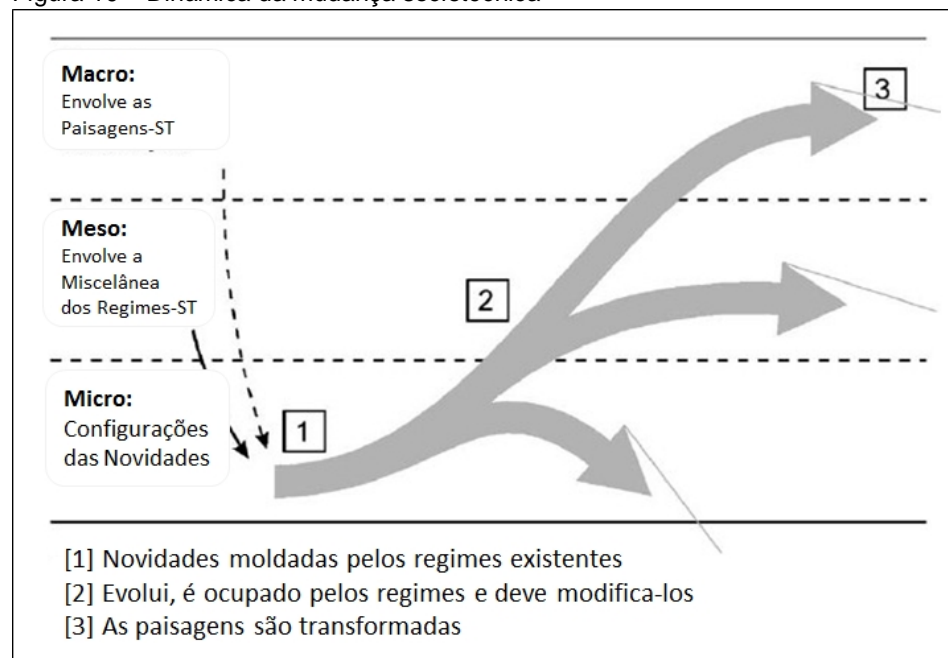 Macro:
Envolve as
Paisagens-ST
3
Meso:
Envolve a
Miscelânea
dos Regimes-ST
2
Micro:
Configurações
das Novidades
1
[1] Novidades moldadas pelos regimes existentes
[2] Evolui, é ocupado pelos regimes e deve modifica-los
[3] As paisagens são transformadas